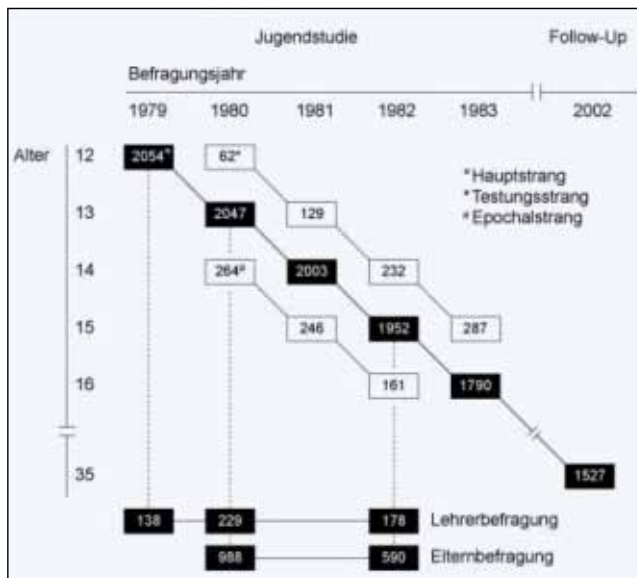 Jugendstudie Follow-Up
Befragungsjahr
1979 1980 1981 1982 1983 2002
Alter 12 2054* 62*
*Hauptstrang
*Testungsstrang
#Epochalstrang
13 2047 129
14 264# 2003 232
15 246 1952 287
16 161 1790
35 1527
138 229 178 Lehrerbefragung
988 590 Elternbefragung